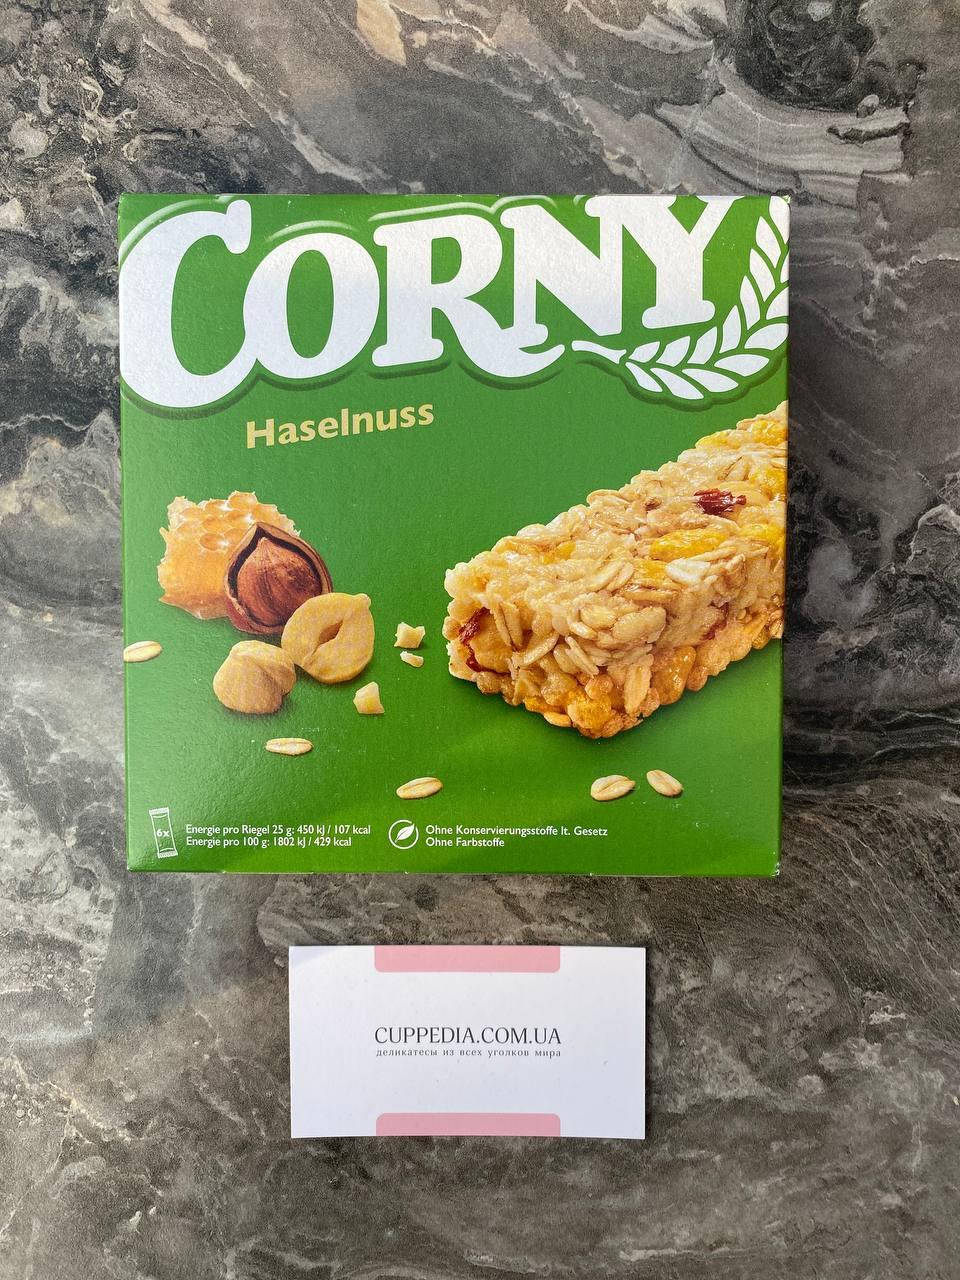 CORNY
Haselnuss
6x
Energie pro Riegel 25 g: 450 kJ / 107 kcal
Energie pro 100 g: 1802 kJ / 429 kcal
Ohne Konservierungsstoffe lt. Gesetz
Ohne Farbstoffe
CUPPEDIA.COM.UA
деликатесы из всех уголков мира